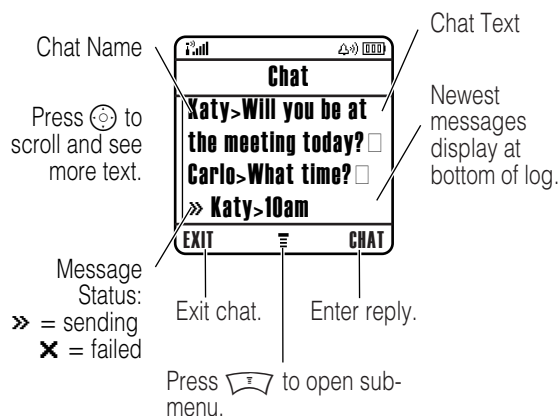 Chat Name
Press to
scroll and see
more text.
Message
Status:
» = sending
✕ = failed
Chat
Katy>Will you be at
the meeting today?
Carlo>What time?
» Katy>10am
EXIT
CHAT
Chat Text
Newest
messages
display at
bottom of log.
Exit chat.
Enter reply.
Press to open sub-
menu.